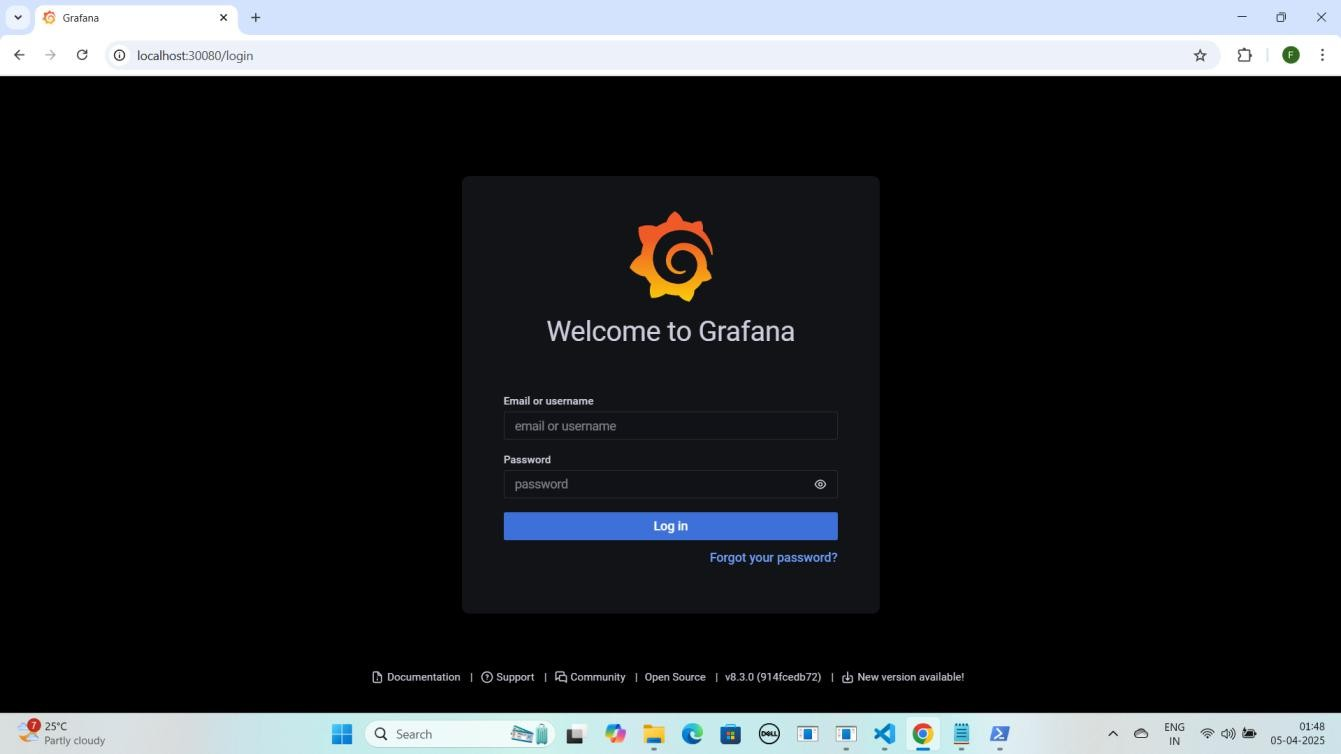 Grafana
localhost:30080/login
F
Welcome to Grafana
Email or username
email or username
Password
password
Log in
Forgot your password?
Documentation | Support | Community | Open Source | v8.3.0 (914fcedb72) | New version available!
7 25°C
Partly cloudy
Search
DELL
ENG
IN
01:48
05-04-2025